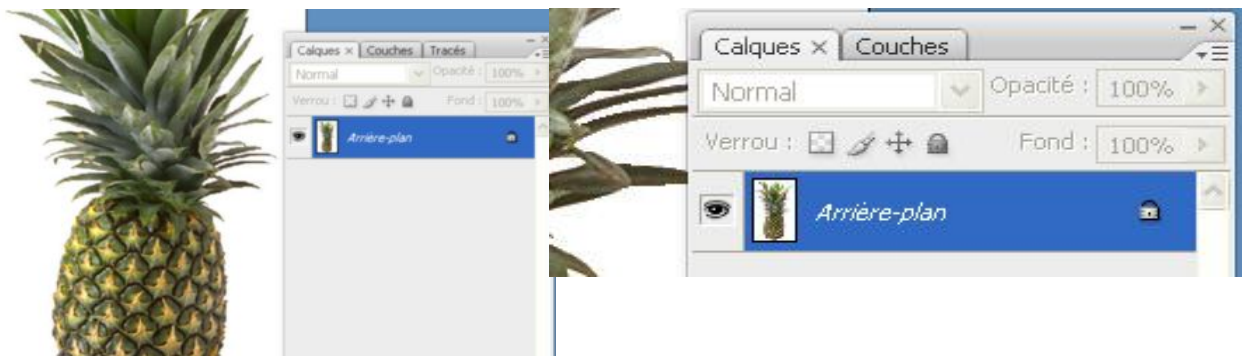 Calques × Couches Tracés
Normal Opacité : 100%
Verrou : Fond : 100%
Arrière-plan
Calques × Couches
Normal Opacité : 100%
Verrou : Fond : 100%
Arrière-plan